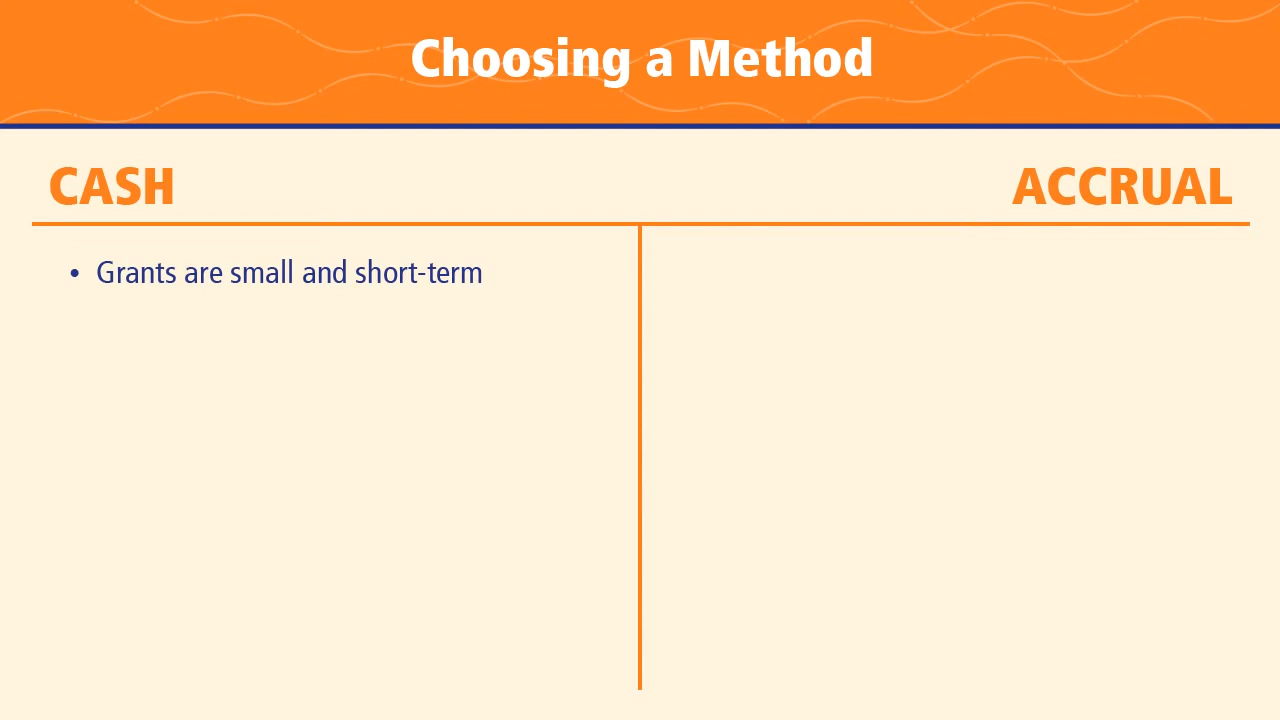 Choosing a Method
CASH
ACCRUAL
• Grants are small and short-term